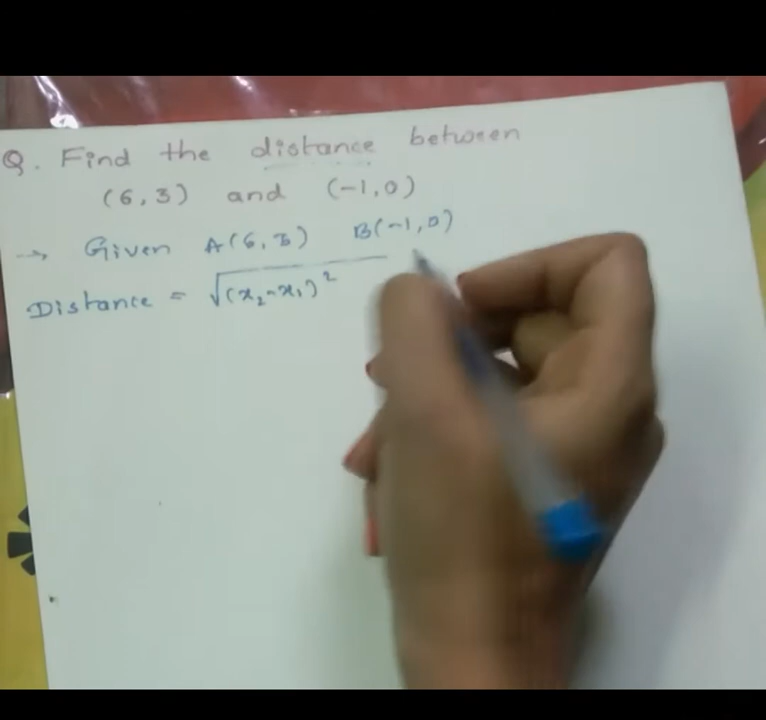 Q. Find the distance between
(6,3) and (-1,0)
→ Given A(6,3) B(-1,0)
Distance = √(x₂-x₁)²